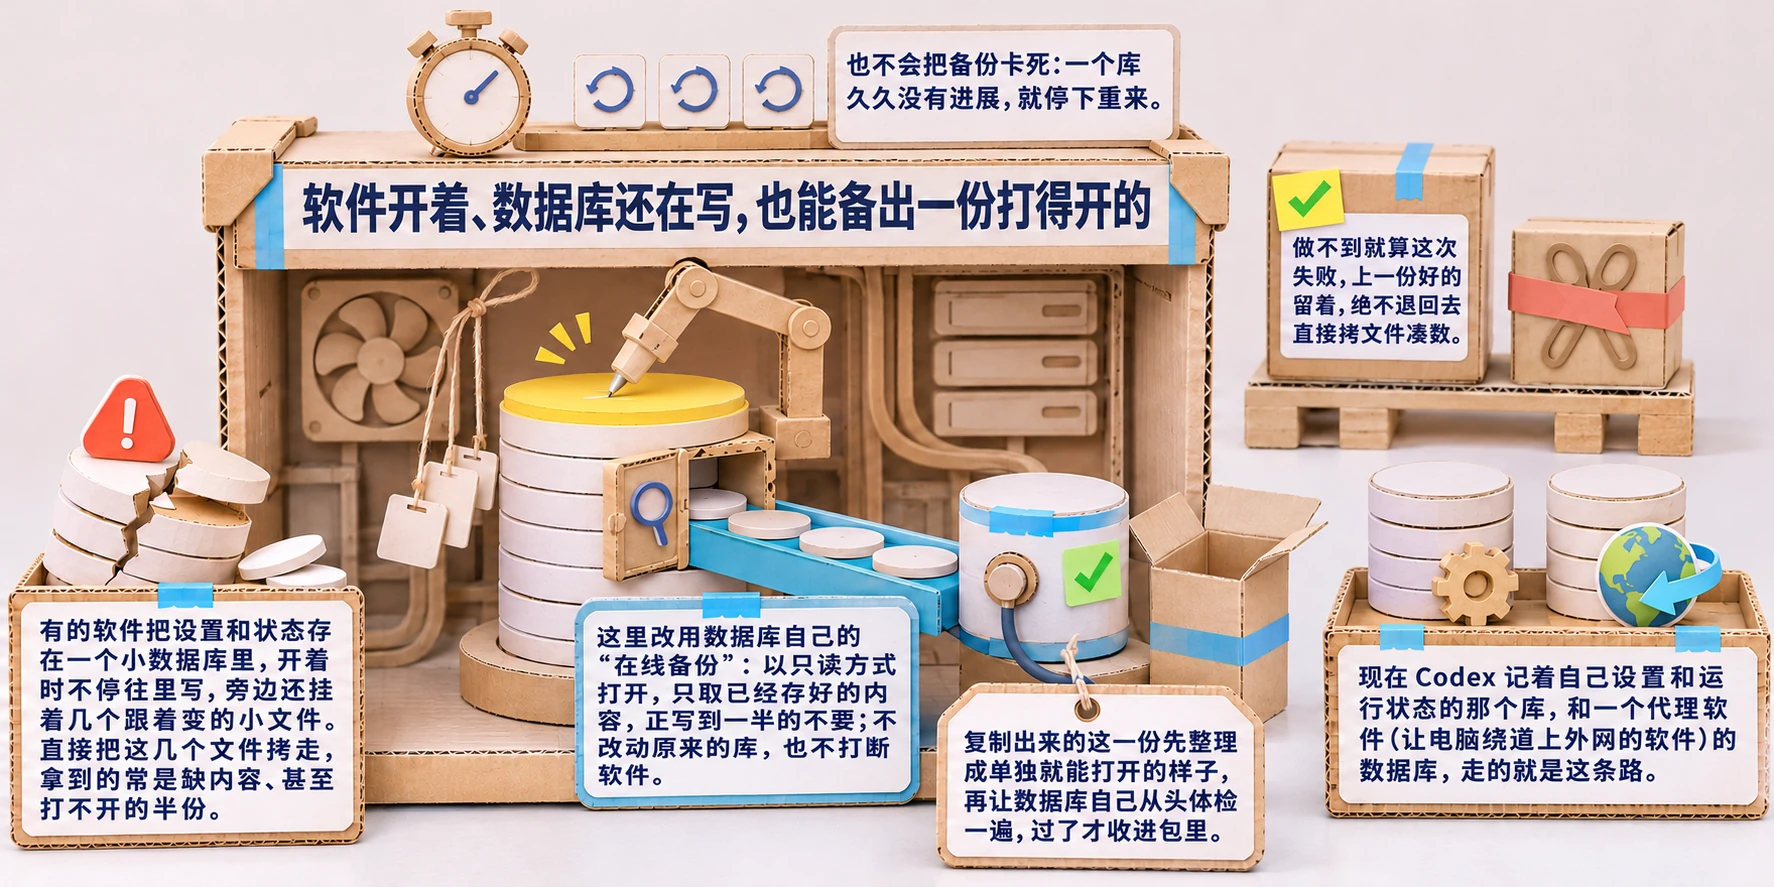 也不会把备份卡死：一个库
久久没有进展，就停下重来。
软件开着、数据库还在写，也能备出一份打得开的
做不到就算这次
失败，上一份好的
留着，绝不退回去
直接拷文件凑数。
有的软件把设置和状态存
在一个小数据库里，开着
时不停往里写，旁边还挂
着几个跟着变的小文件。
直接把这几个文件拷走，
拿到的常是缺内容、甚至
打不开的半份。
这里改用数据库自己的
“在线备份”：以只读方式
打开，只取已经存好的内
容，正写到一半的不要；不
改动原来的库，也不打断
软件。
复制出来的这一份先整理
成单独就能打开的样子，
再让数据库自己从头体检
一遍，过了才收进包里。
现在 Codex 记着自己设置和运
行状态的那个库，和一个代理软
件（让电脑绕道上外网的软件）的
数据库，走的就是这条路。